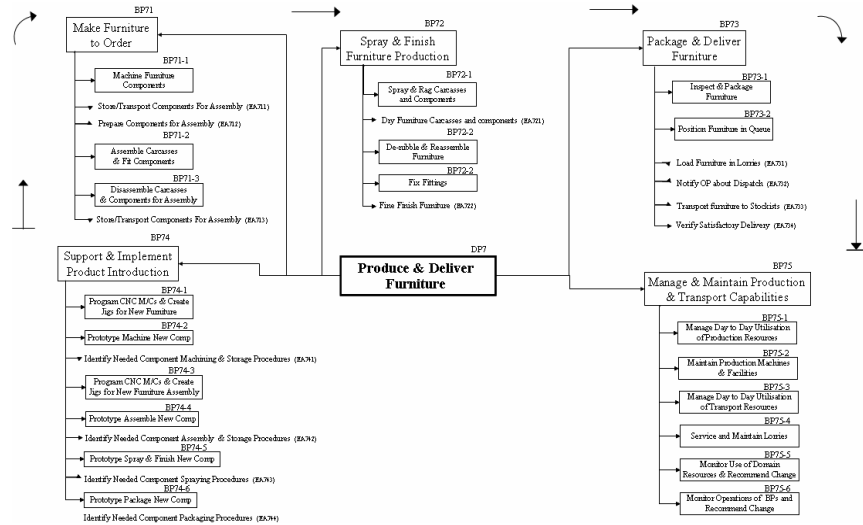 BP71
Make Furniture
to Order
BP71-1
Machine Furniture
Components
Store/Transport Components For Assembly (EA711)
Prepare Components for Assembly (EA712)
BP71-2
Assemble Carcasses
& Fit Components
BP71-3
Disassemble Carcasses
& Components for Assembly
Store/Transport Components For Assembly (EA713)
BP72
Spray & Finish
Furniture Production
BP72-1
Spray & Rag Carcasses
and Components
Dry Furniture Carcasses and components (EA721)
BP72-2
De-nibble & Reassemble
Furniture
BP72-2
Fix Fittings
Fine Finish Furniture (EA722)
BP73
Package & Deliver
Furniture
BP73-1
Inspect & Package
Furniture
BP73-2
Position Furniture in Queue
Load Furniture in Lorries (EA731)
Notify OP about Dispatch (EA732)
Transport furniture to Stockists (EA733)
Verify Satisfactory Delivery (EA734)
DP7
Produce & Deliver
Furniture
BP74
Support & Implement
Product Introduction
BP74-1
Program CNC M/Cs & Create
Jigs for New Furniture
BP74-2
Prototype Machine New Comp
Identify Needed Component Machining & Storage Procedures (EA741)
BP74-3
Program CNC M/Cs & Create
Jigs for New Furniture Assembly
BP74-4
Prototype Assemble New Comp
Identify Needed Component Assembly & Storage Procedures (EA742)
BP74-5
Prototype Spray & Finish New Comp
Identify Needed Component Spraying Procedures (EA743)
BP74-6
Prototype Package New Comp
Identify Needed Component Packaging Procedures (EA744)
BP75
Manage & Maintain Production
& Transport Capabilities
BP75-1
Manage Day to Day Utilisation
of Production Resources
BP75-2
Maintain Production Machines
& Facilities
BP75-3
Manage Day to Day Utilisation
of Transport Resources
BP75-4
Service and Maintain Lorries
BP75-5
Monitor Use of Domain
Resources & Recommend Change
BP75-6
Monitor Operations of BPs and
Recommend Change